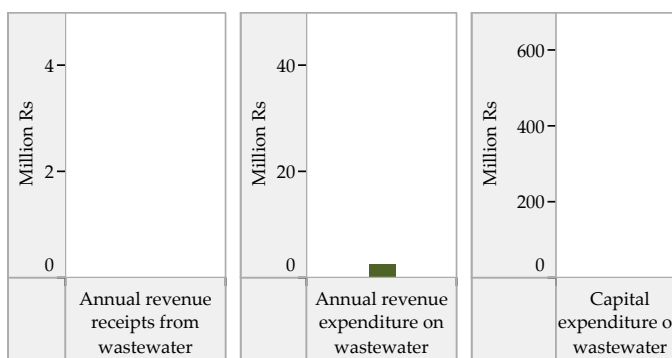 Million Rs
4
2
0
Annual revenue
receipts from
wastewater
Million Rs
40
20
0
Annual revenue
expenditure on
wastewater
Million Rs
600
400
200
0
Capital
expenditure o
wastewater